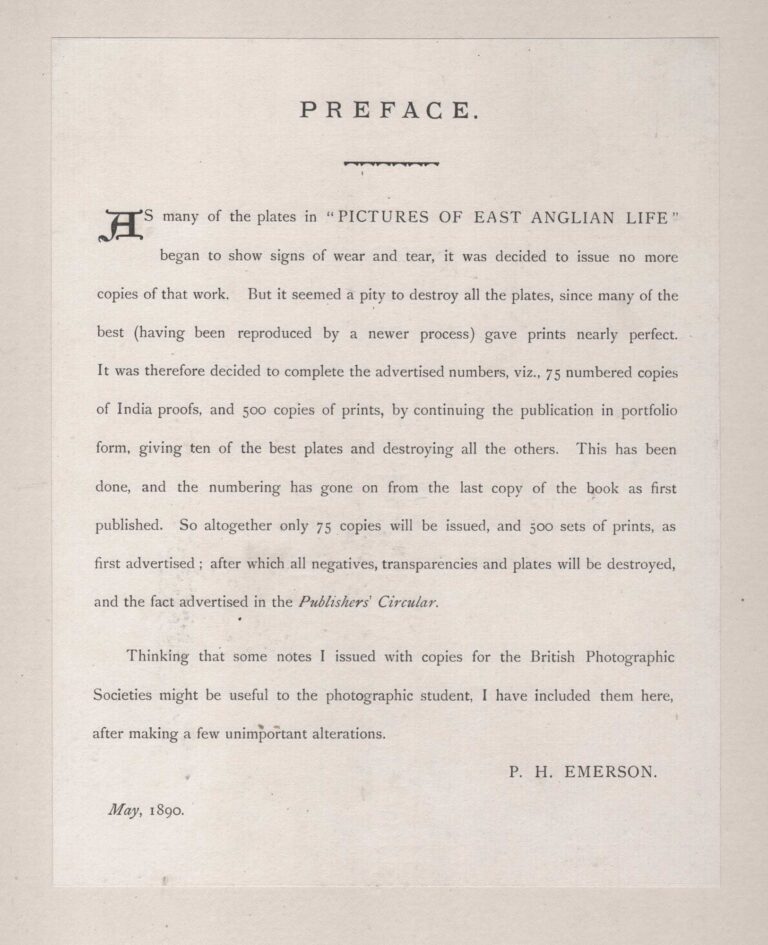 PREFACE.
AS many of the plates in "PICTURES OF EAST ANGLIAN LIFE"
began to show signs of wear and tear, it was decided to issue no more
copies of that work. But it seemed a pity to destroy all the plates, since many of the
best (having been reproduced by a newer process) gave prints nearly perfect.
It was therefore decided to complete the advertised numbers, viz., 75 numbered copies
of India proofs, and 500 copies of prints, by continuing the publication in portfolio
form, giving ten of the best plates and destroying all the others. This has been
done, and the numbering has gone on from the last copy of the book as first
published. So altogether only 75 copies will be issued, and 500 sets of prints, as
first advertised; after which all negatives, transparencies and plates will be destroyed,
and the fact advertised in the Publishers' Circular.
Thinking that some notes I issued with copies for the British Photographic
Societies might be useful to the photographic student, I have included them here,
after making a few unimportant alterations.
P. H. EMERSON.
May, 1890.